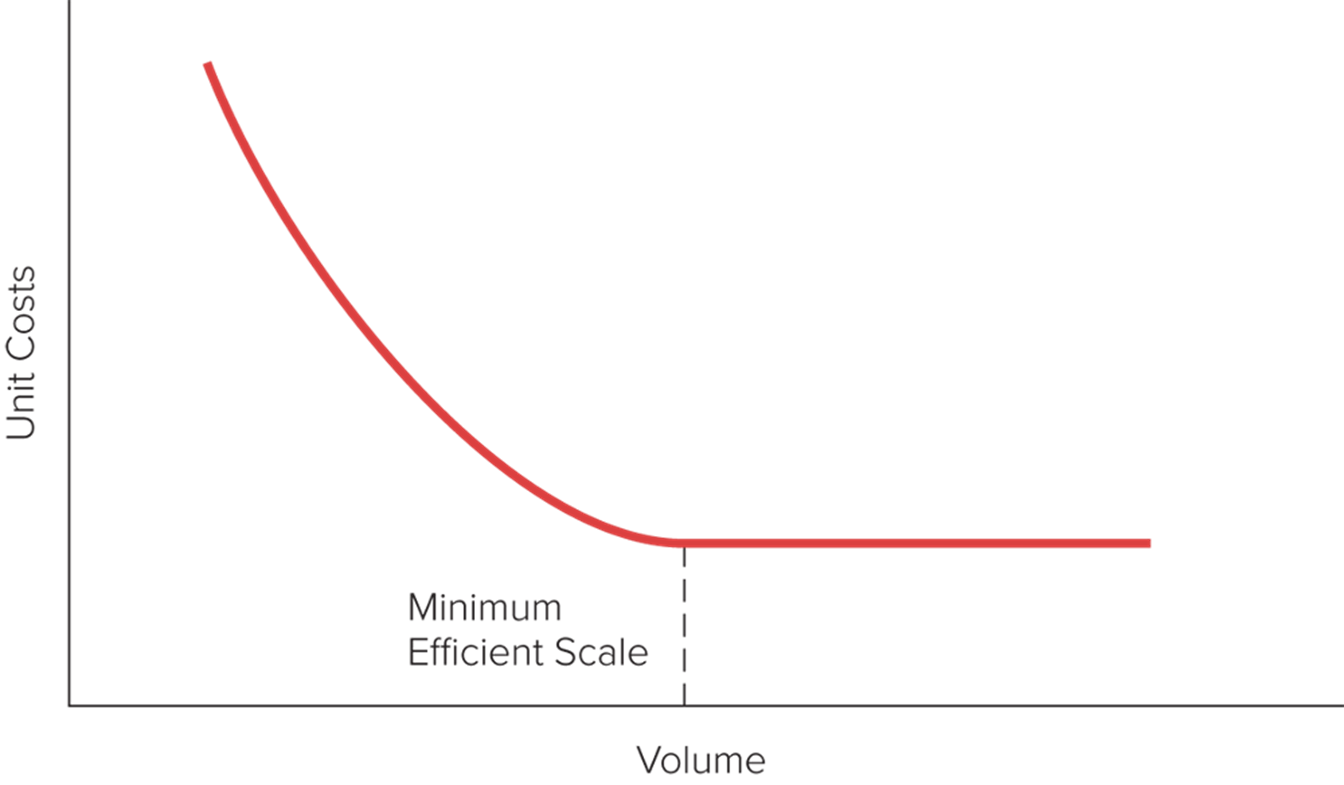 Unit Costs
Minimum
Efficient Scale
Volume